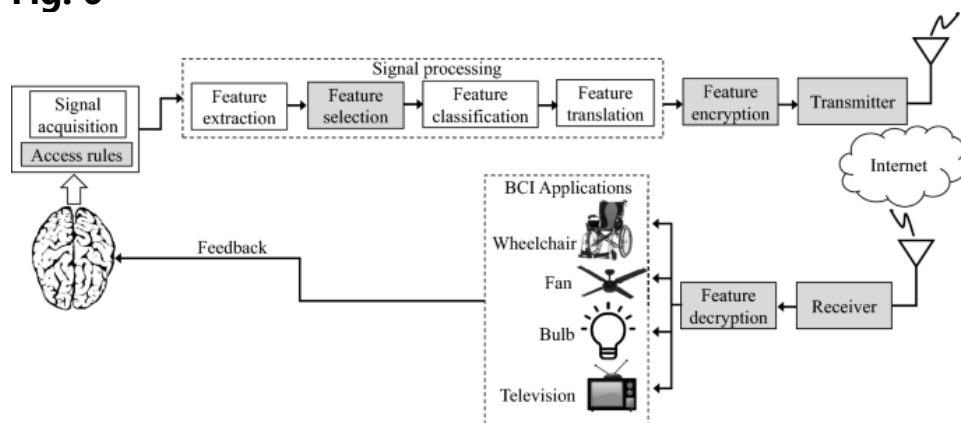 Fig. 6
Signal processing
Signal
acquisition
Access rules
Feature
extraction
Feature
selection
Feature
classification
Feature
translation
Feature
encryption
Transmitter
Internet
BCI Applications
Wheelchair
Fan
Bulb
Television
Feature
decryption
Receiver
Feedback